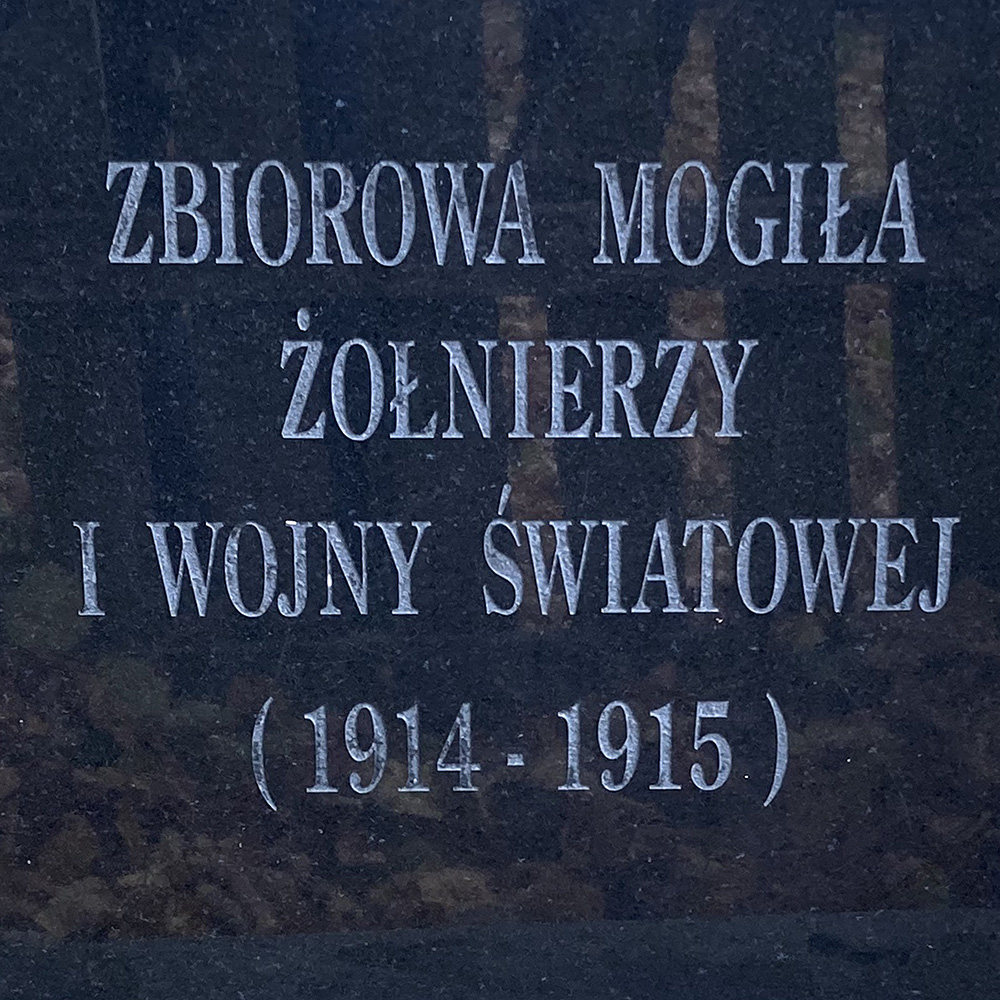 ZBIOROWA MOGIŁA
ŻOŁNIERZY
I WOJNY ŚWIATOWEJ
( 1914 - 1915 )